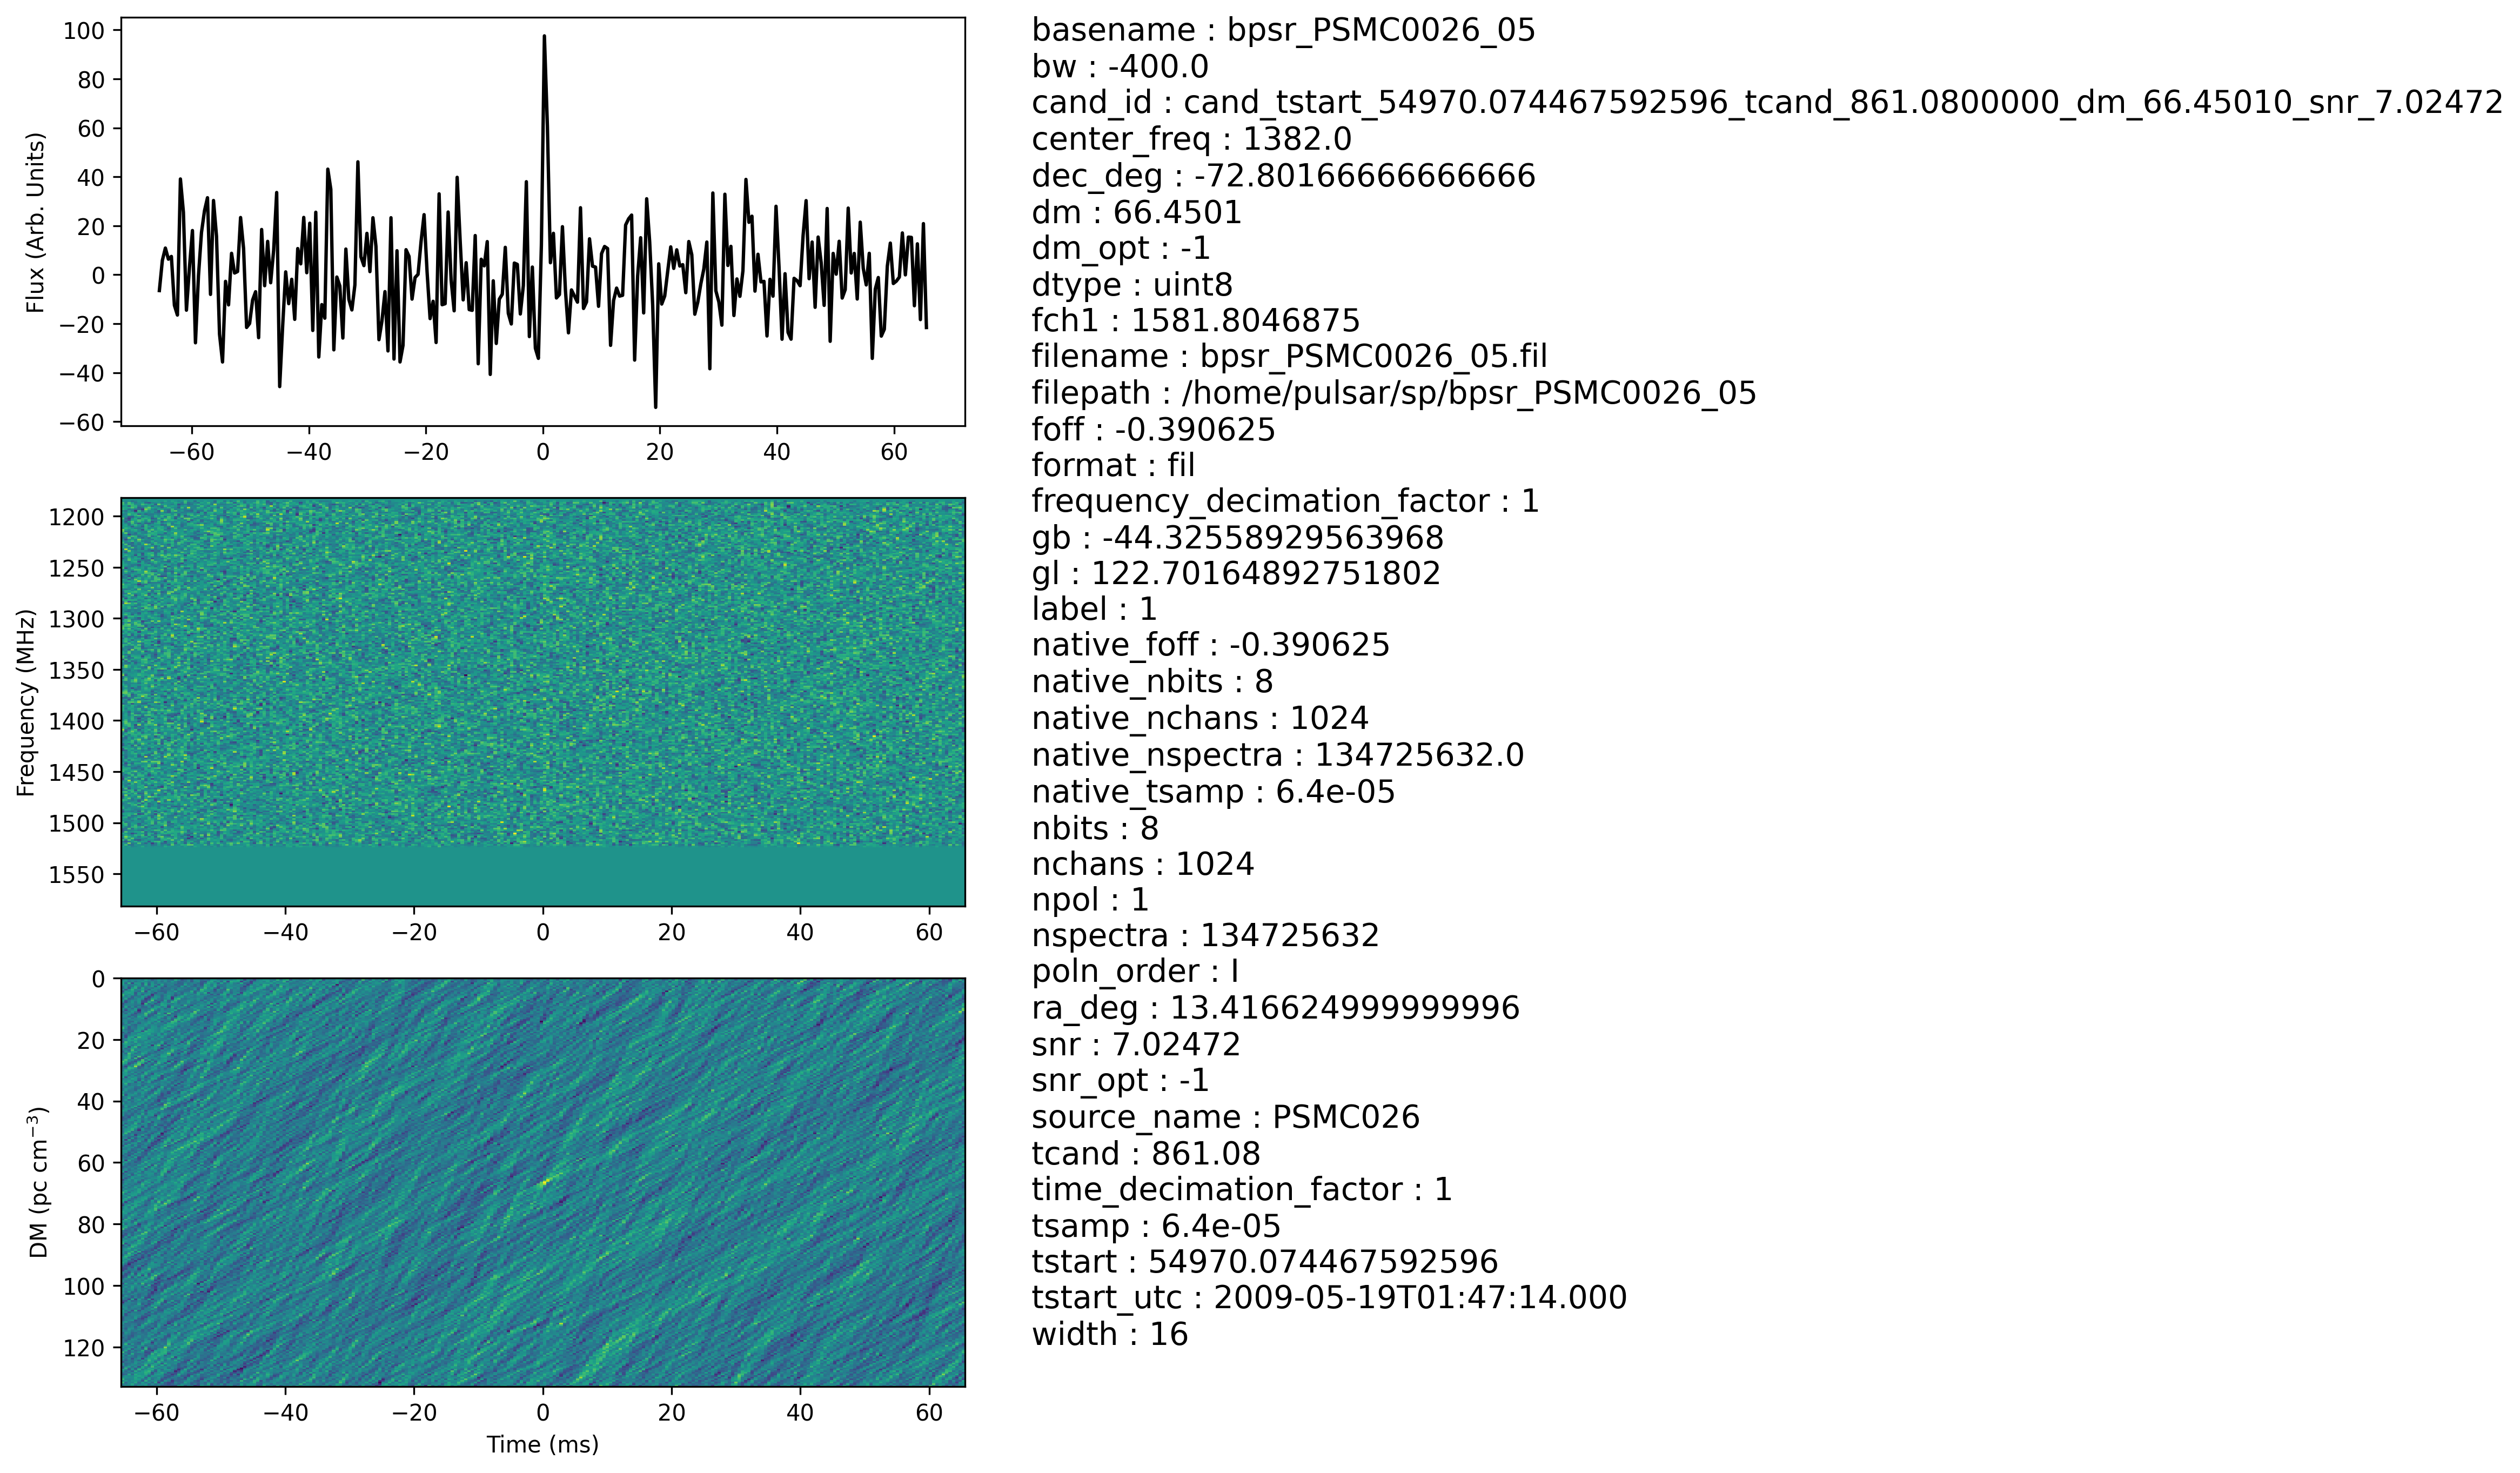 100
80
60
40
20
0
−20
−40
−60
Flux (Arb. Units)
−60 −40 −20 0 20 40 60
1200
1250
1300
1350
1400
1450
1500
1550
Frequency (MHz)
−60 −40 −20 0 20 40 60
0
20
40
60
80
100
120
DM (pc cm⁻³)
−60 −40 −20 0 20 40 60
Time (ms)
basename : bpsr_PSMC0026_05
bw : -400.0
cand_id : cand_tstart_54970.074467592596_tcand_861.0800000_dm_66.45010_snr_7.02472
center_freq : 1382.0
dec_deg : -72.80166666666666
dm : 66.4501
dm_opt : -1
dtype : uint8
fch1 : 1581.8046875
filename : bpsr_PSMC0026_05.fil
filepath : /home/pulsar/sp/bpsr_PSMC0026_05
foff : -0.390625
format : fil
frequency_decimation_factor : 1
gb : -44.32558929563968
gl : 122.70164892751802
label : 1
native_foff : -0.390625
native_nbits : 8
native_nchans : 1024
native_nspectra : 134725632.0
native_tsamp : 6.4e-05
nbits : 8
nchans : 1024
npol : 1
nspectra : 134725632
poln_order : I
ra_deg : 13.416624999999996
snr : 7.02472
snr_opt : -1
source_name : PSMC026
tcand : 861.08
time_decimation_factor : 1
tsamp : 6.4e-05
tstart : 54970.074467592596
tstart_utc : 2009-05-19T01:47:14.000
width : 16